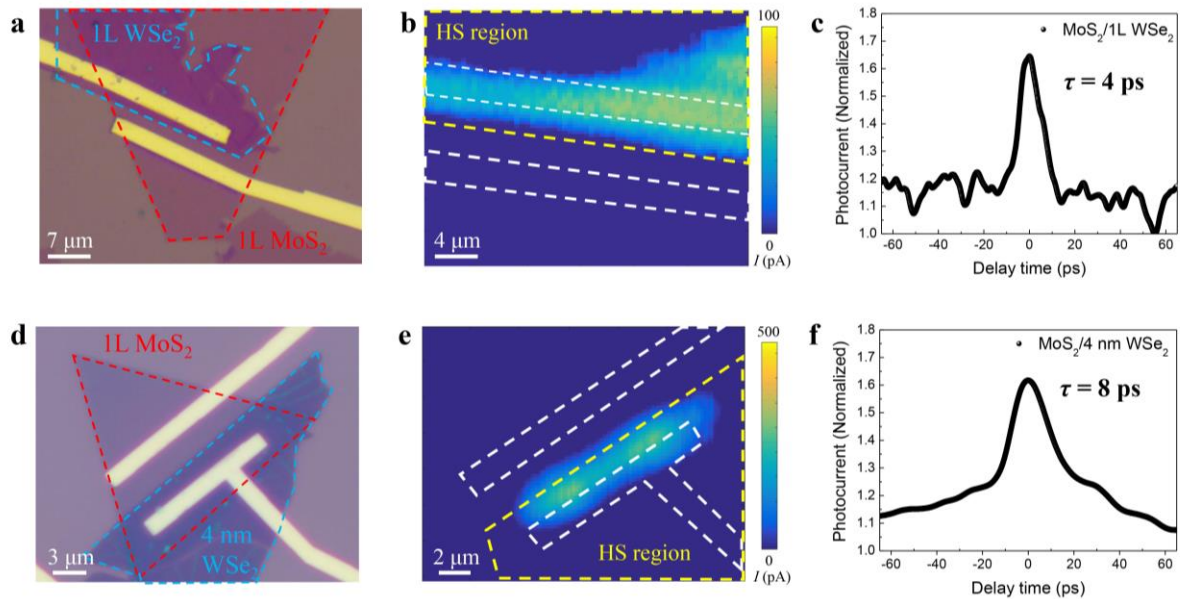 a
1L WSe₂
1L MoS₂
7 μm
b
HS region
4 μm
100
0
I (pA)
c
MoS₂/1L WSe₂
τ = 4 ps
Photocurrent (Normalized)
1.8
1.7
1.6
1.5
1.4
1.3
1.2
1.1
1.0
-60 -40 -20 0 20 40 60
Delay time (ps)
d
1L MoS₂
4 nm
WSe₂
3 μm
e
HS region
2 μm
500
0
I (pA)
f
MoS₂/4 nm WSe₂
τ = 8 ps
Photocurrent (Normalized)
1.8
1.7
1.6
1.5
1.4
1.3
1.2
1.1
1.0
-60 -40 -20 0 20 40 60
Delay time (ps)